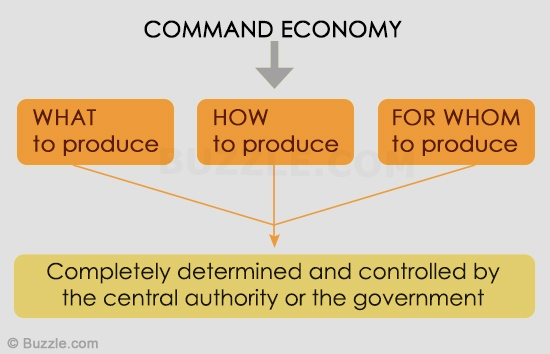 COMMAND ECONOMY
WHAT
to produce
HOW
to produce
FOR WHOM
to produce
BUZZLE.COM
Completely determined and controlled by
the central authority or the government
© Buzzle.com